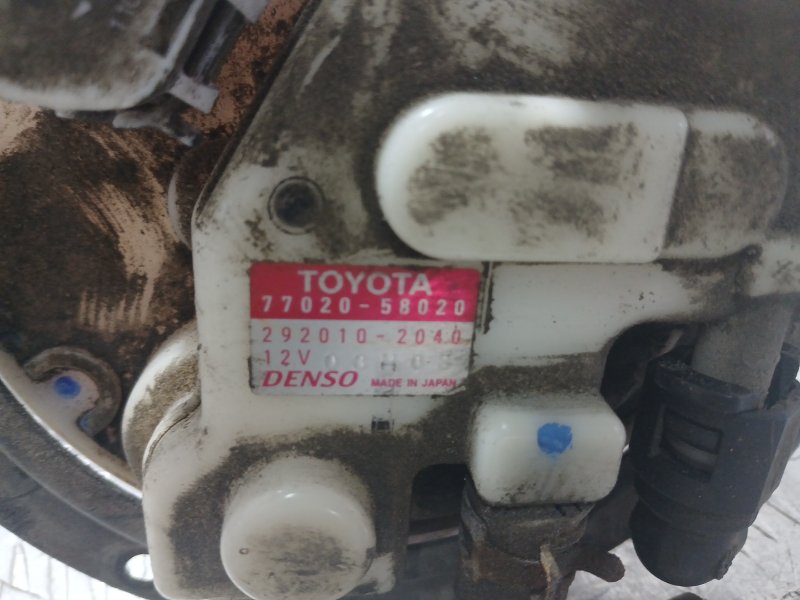 TOYOTA
77020-58020
292010-2040
12V
DENSO MADE IN JAPAN